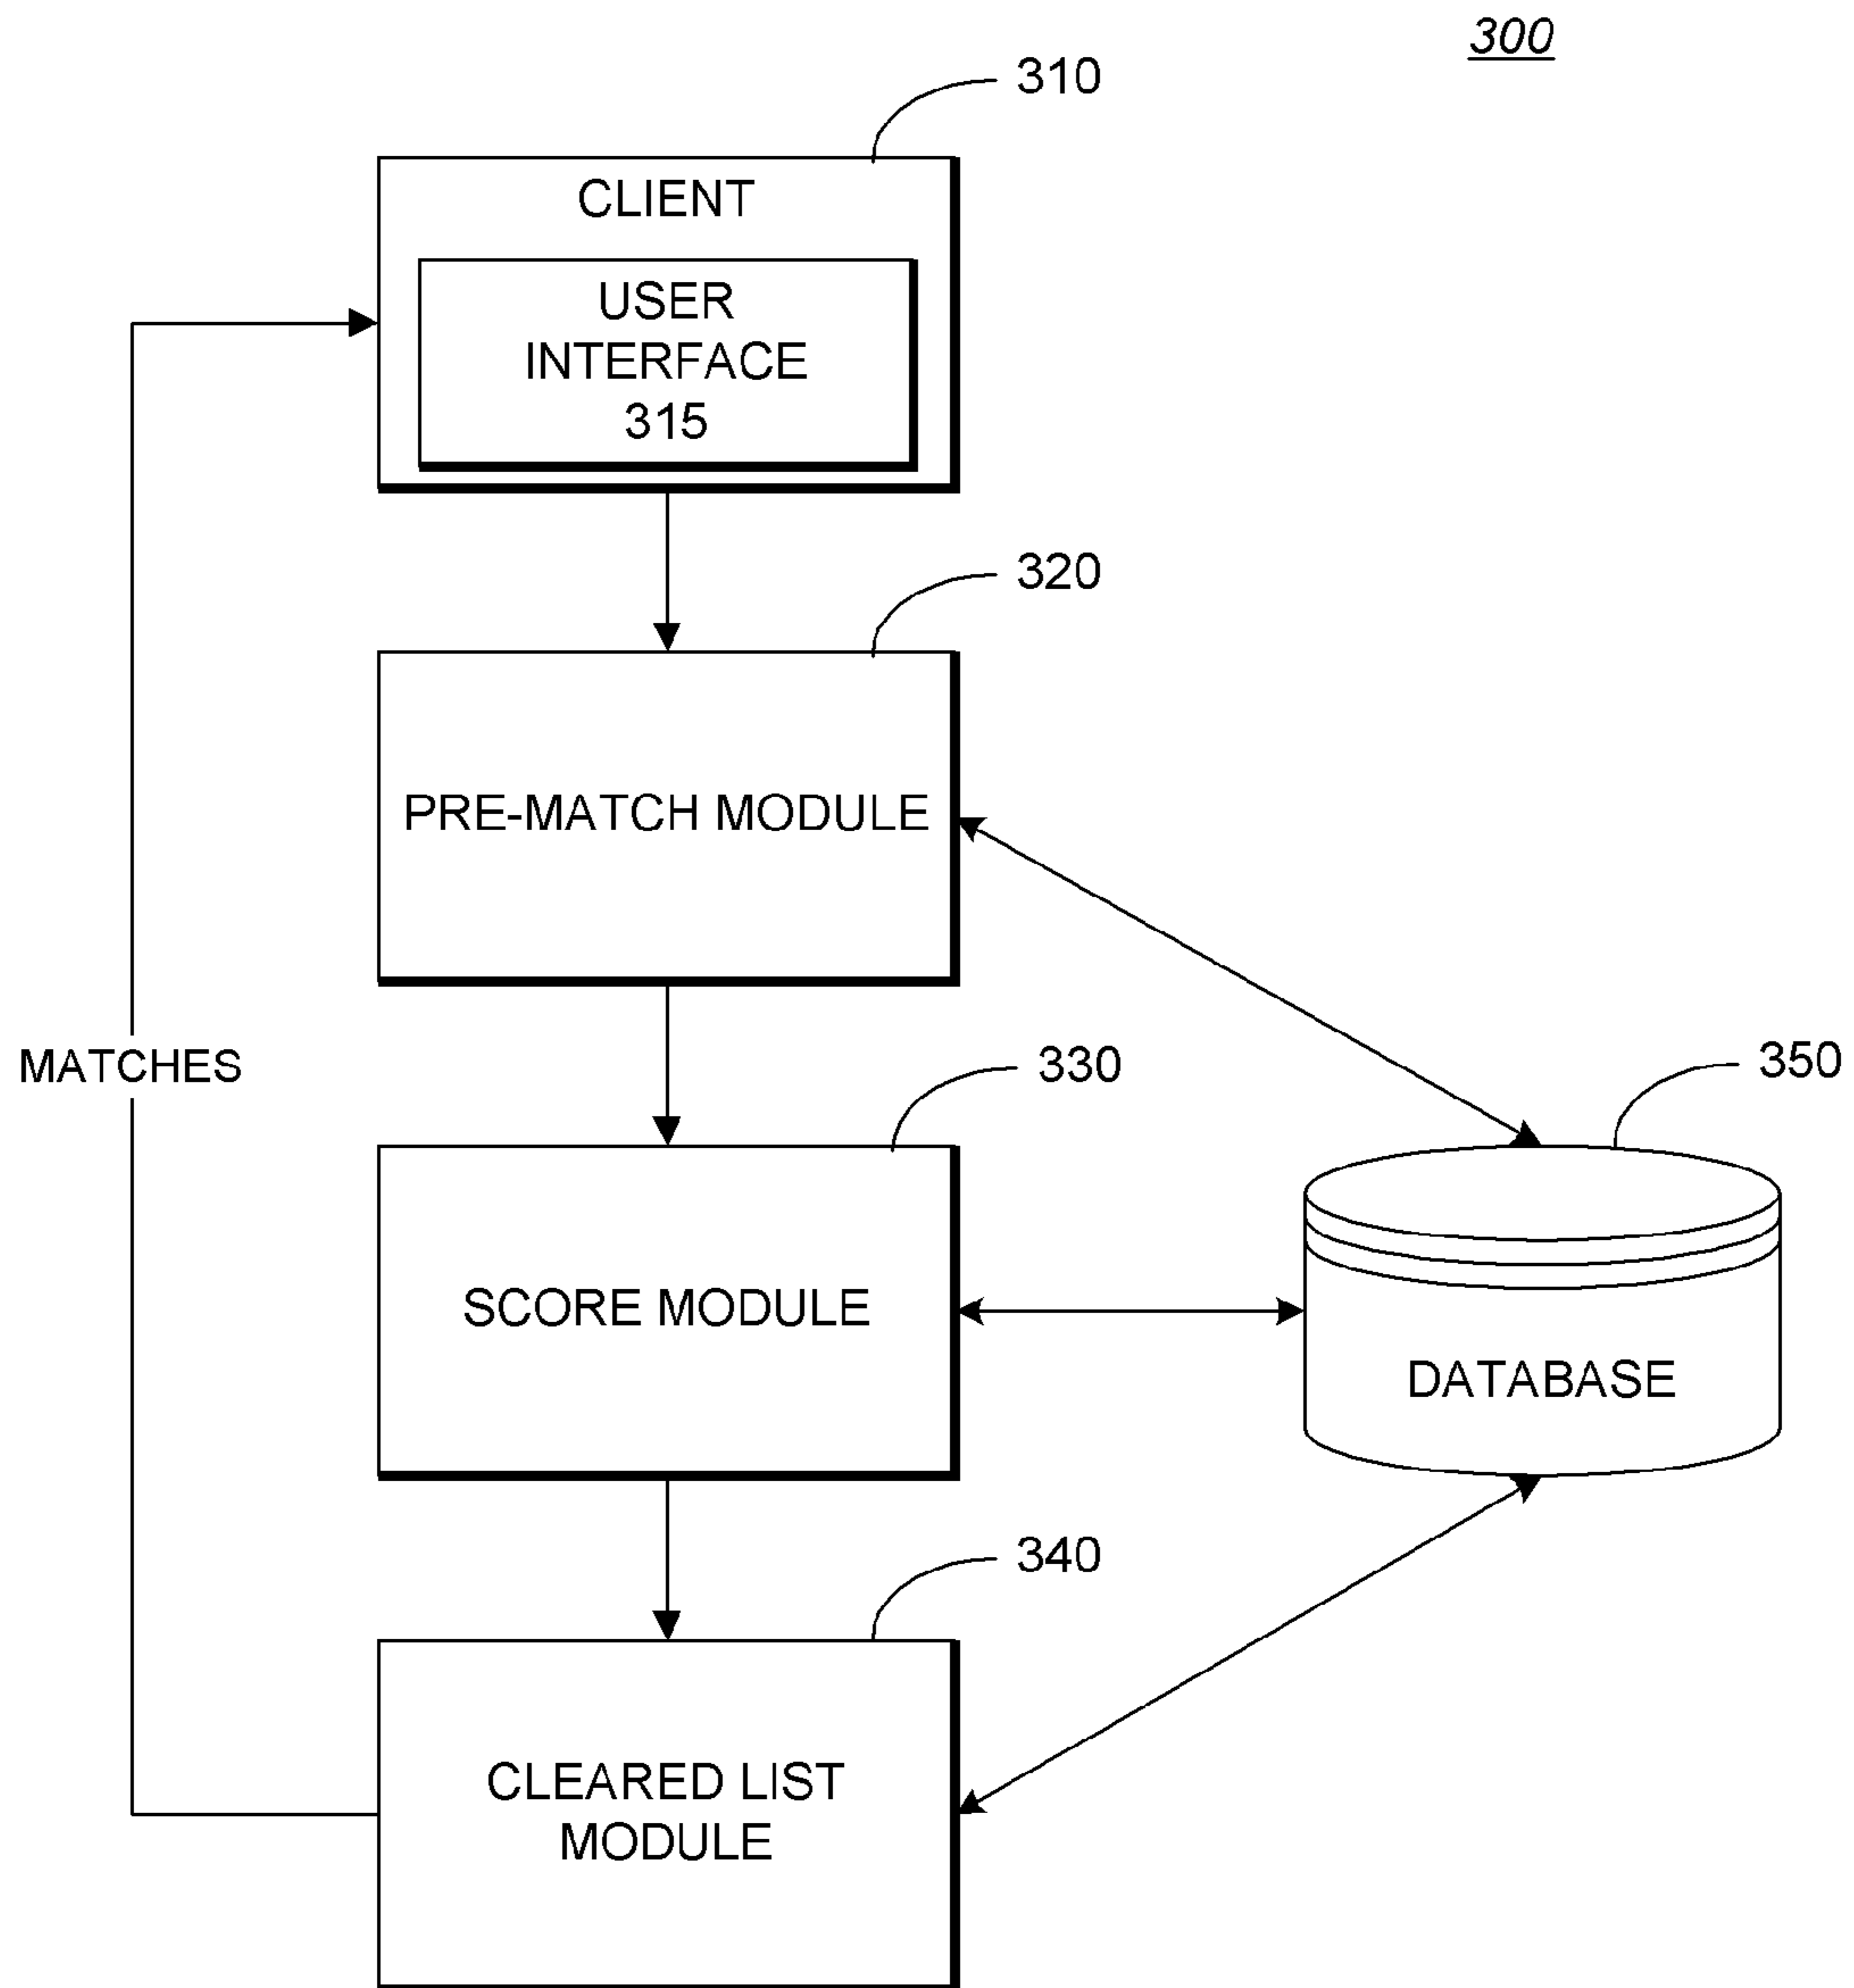 300
310
CLIENT
USER
INTERFACE
315
320
PRE-MATCH MODULE
MATCHES
330
350
SCORE MODULE
DATABASE
340
CLEARED LIST
MODULE